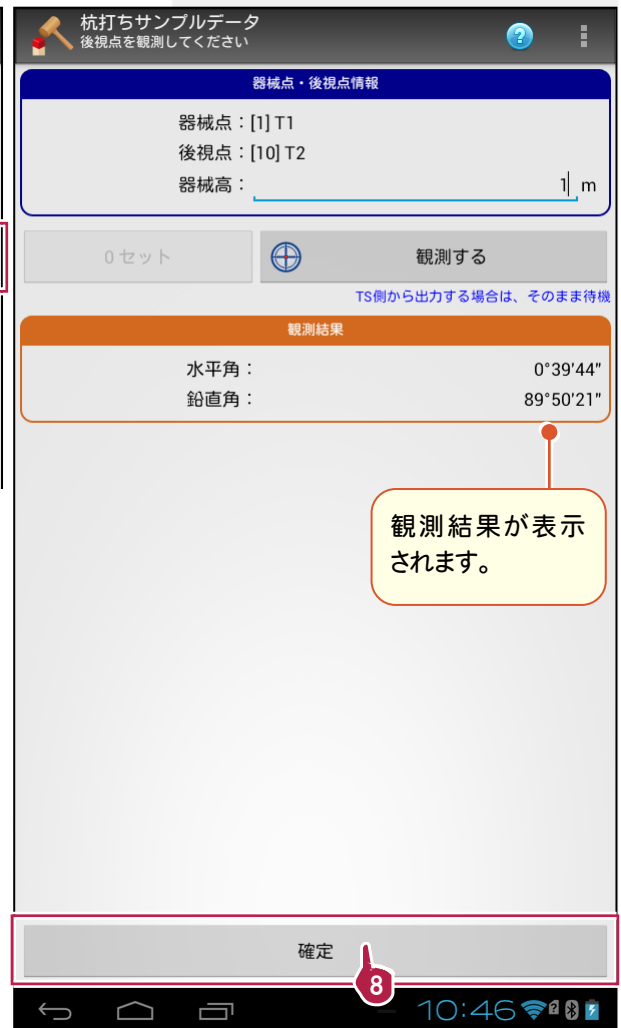 杭打ちサンプルデータ
後視点を観測してください
?
器械点・後視点情報
器械点：[1] T1
後視点：[10] T2
器械高： 1 m
0 セット
観測する
TS側から出力する場合は、そのまま待機
観測結果
水平角： 0°39'44"
鉛直角： 89°50'21"
観測結果が表示
されます。
確定
8
10:46